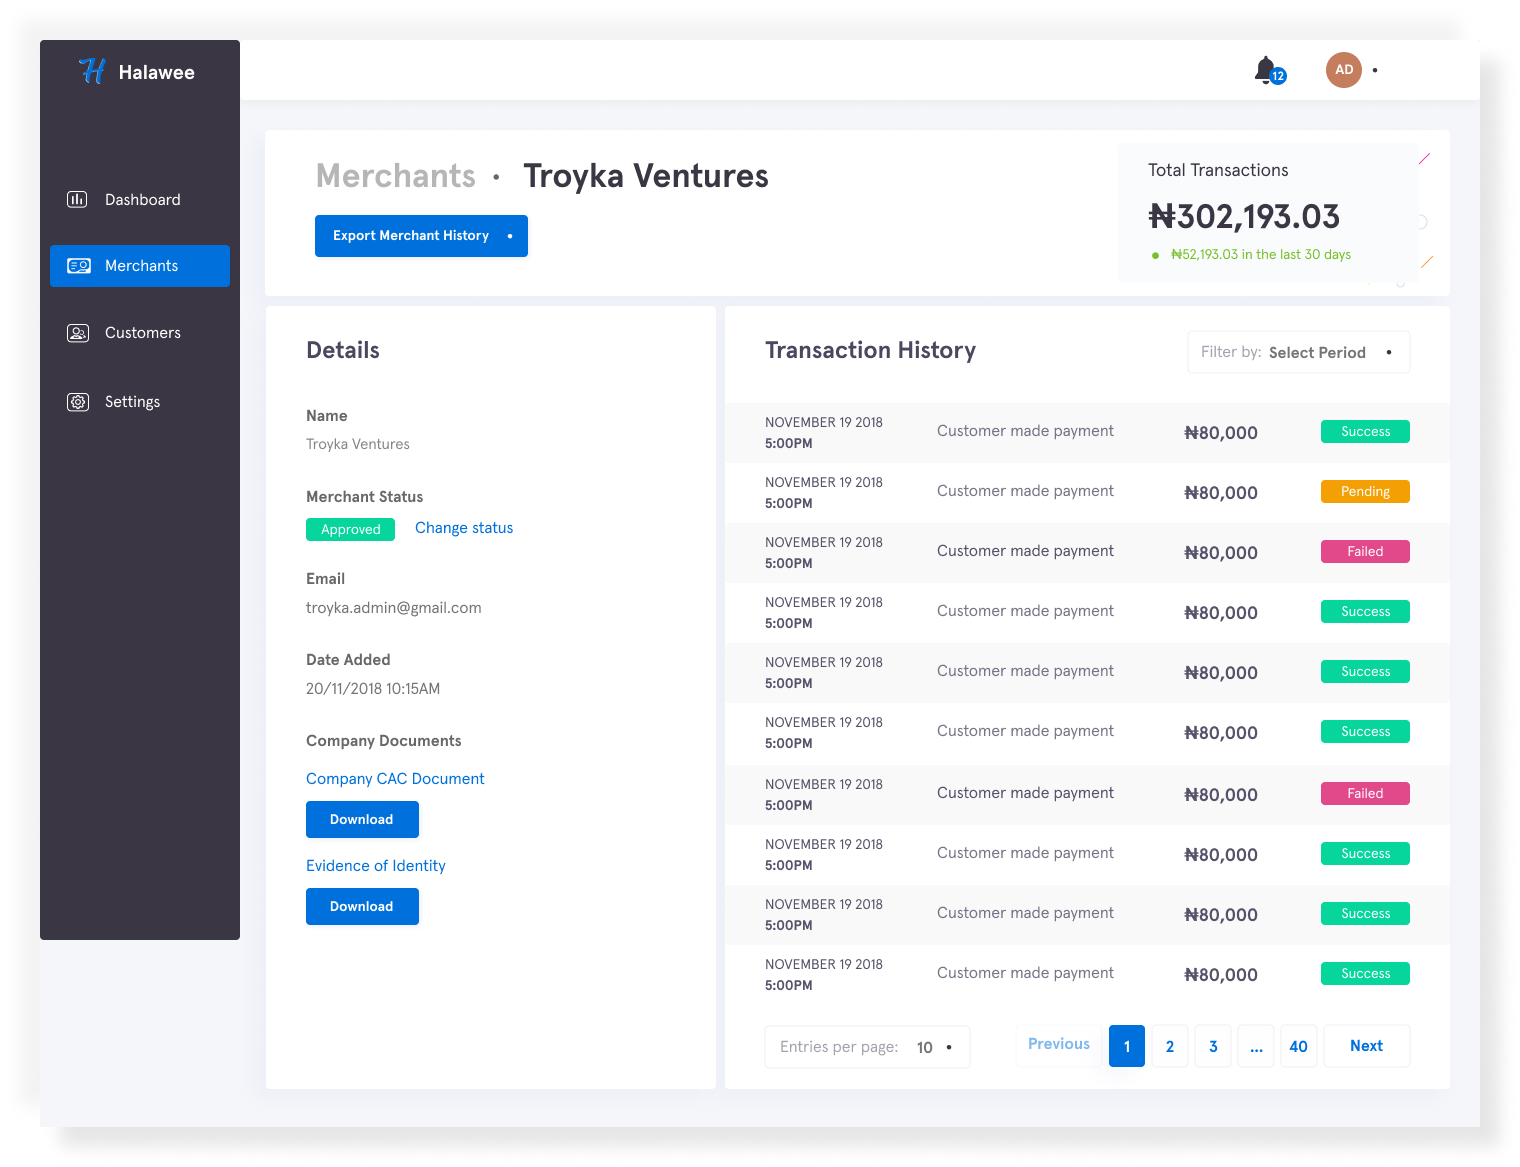 Halawee
12
AD
Dashboard
Merchants
Customers
Settings
Merchants • Troyka Ventures
Export Merchant History
Total Transactions
₦302,193.03
₦52,193.03 in the last 30 days
Details
Name
Troyka Ventures
Merchant Status
Approved Change status
Email
troyka.admin@gmail.com
Date Added
20/11/2018 10:15AM
Company Documents
Company CAC Document
Download
Evidence of Identity
Download
Transaction History
Filter by: Select Period
NOVEMBER 19 2018
5:00PM
Customer made payment
₦80,000
Success
NOVEMBER 19 2018
5:00PM
Customer made payment
₦80,000
Pending
NOVEMBER 19 2018
5:00PM
Customer made payment
₦80,000
Failed
NOVEMBER 19 2018
5:00PM
Customer made payment
₦80,000
Success
NOVEMBER 19 2018
5:00PM
Customer made payment
₦80,000
Success
NOVEMBER 19 2018
5:00PM
Customer made payment
₦80,000
Success
NOVEMBER 19 2018
5:00PM
Customer made payment
₦80,000
Failed
NOVEMBER 19 2018
5:00PM
Customer made payment
₦80,000
Success
NOVEMBER 19 2018
5:00PM
Customer made payment
₦80,000
Success
NOVEMBER 19 2018
5:00PM
Customer made payment
₦80,000
Success
Entries per page: 10
Previous 1 2 3 ... 40 Next